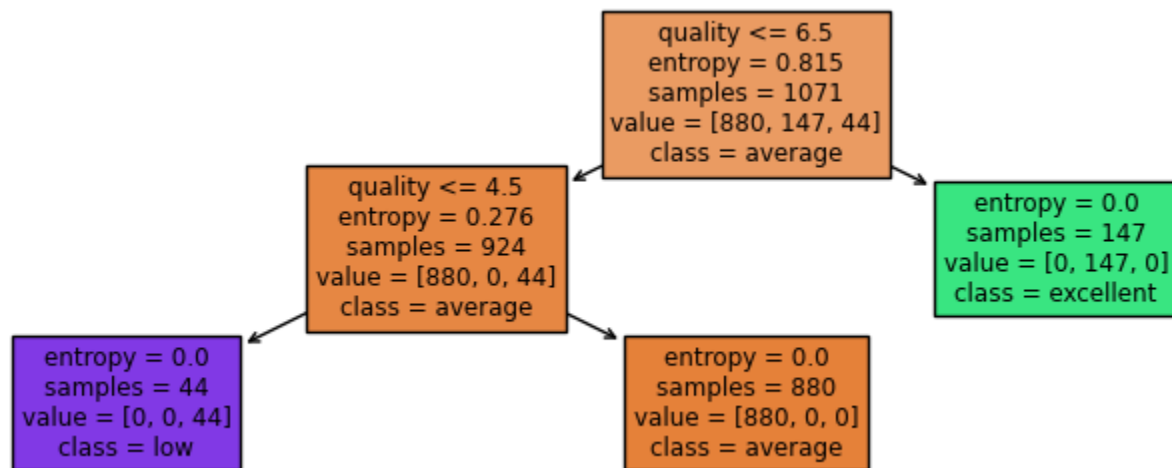 quality <= 6.5
entropy = 0.815
samples = 1071
value = [880, 147, 44]
class = average
quality <= 4.5
entropy = 0.276
samples = 924
value = [880, 0, 44]
class = average
entropy = 0.0
samples = 147
value = [0, 147, 0]
class = excellent
entropy = 0.0
samples = 44
value = [0, 0, 44]
class = low
entropy = 0.0
samples = 880
value = [880, 0, 0]
class = average